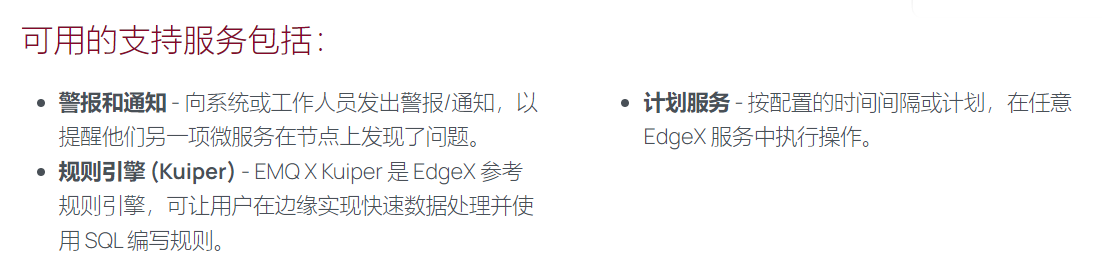 可用的支持服务包括：
• 警报和通知 - 向系统或工作人员发出警报/通知，以
提醒他们另一项微服务在节点上发现了问题。
• 规则引擎 (Kuiper) - EMQ X Kuiper 是 EdgeX 参考
规则引擎，可让用户在边缘实现快速数据处理并使
用 SQL 编写规则。
• 计划服务 - 按配置的时间间隔或计划，在任意
EdgeX 服务中执行操作。